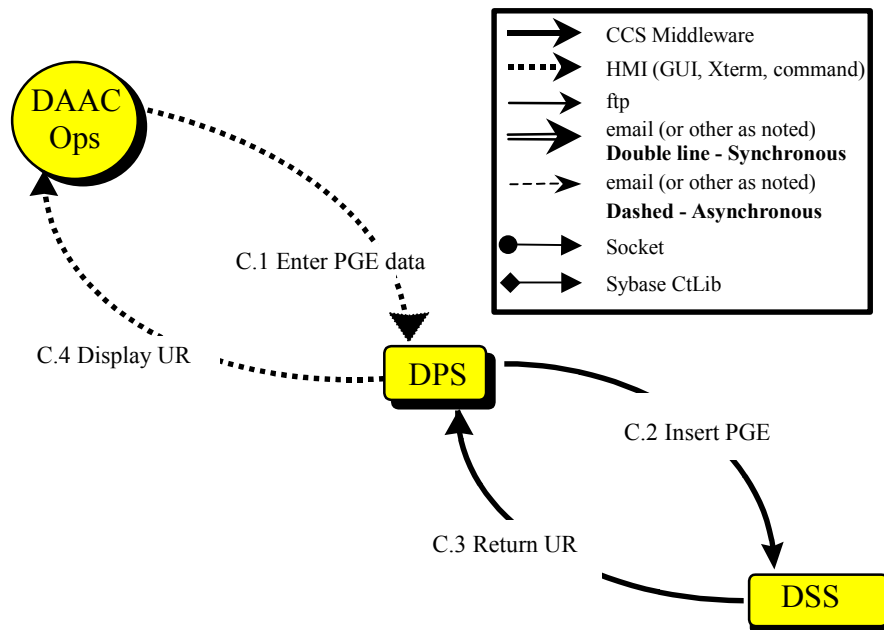 DAAC
Ops
CCS Middleware
HMI (GUI, Xterm, command)
ftp
email (or other as noted)
Double line - Synchronous
email (or other as noted)
Dashed - Asynchronous
Socket
Sybase CtLib
C.1 Enter PGE data
C.4 Display UR
DPS
C.2 Insert PGE
C.3 Return UR
DSS